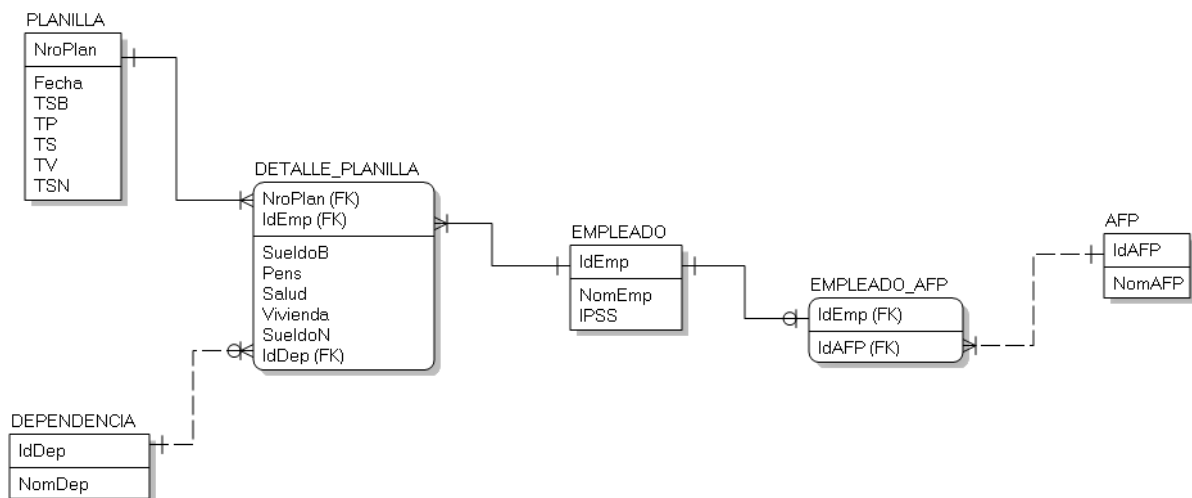 PLANILLA
NroPlan
Fecha
TSB
TP
TS
TV
TSN
DETALLE_PLANILLA
NroPlan (FK)
IdEmp (FK)
SueldoB
Pens
Salud
Vivienda
SueldoN
IdDep (FK)
DEPENDENCIA
IdDep
NomDep
EMPLEADO
IdEmp
NomEmp
IPSS
EMPLEADO_AFP
IdEmp (FK)
IdAFP (FK)
AFP
IdAFP
NomAFP